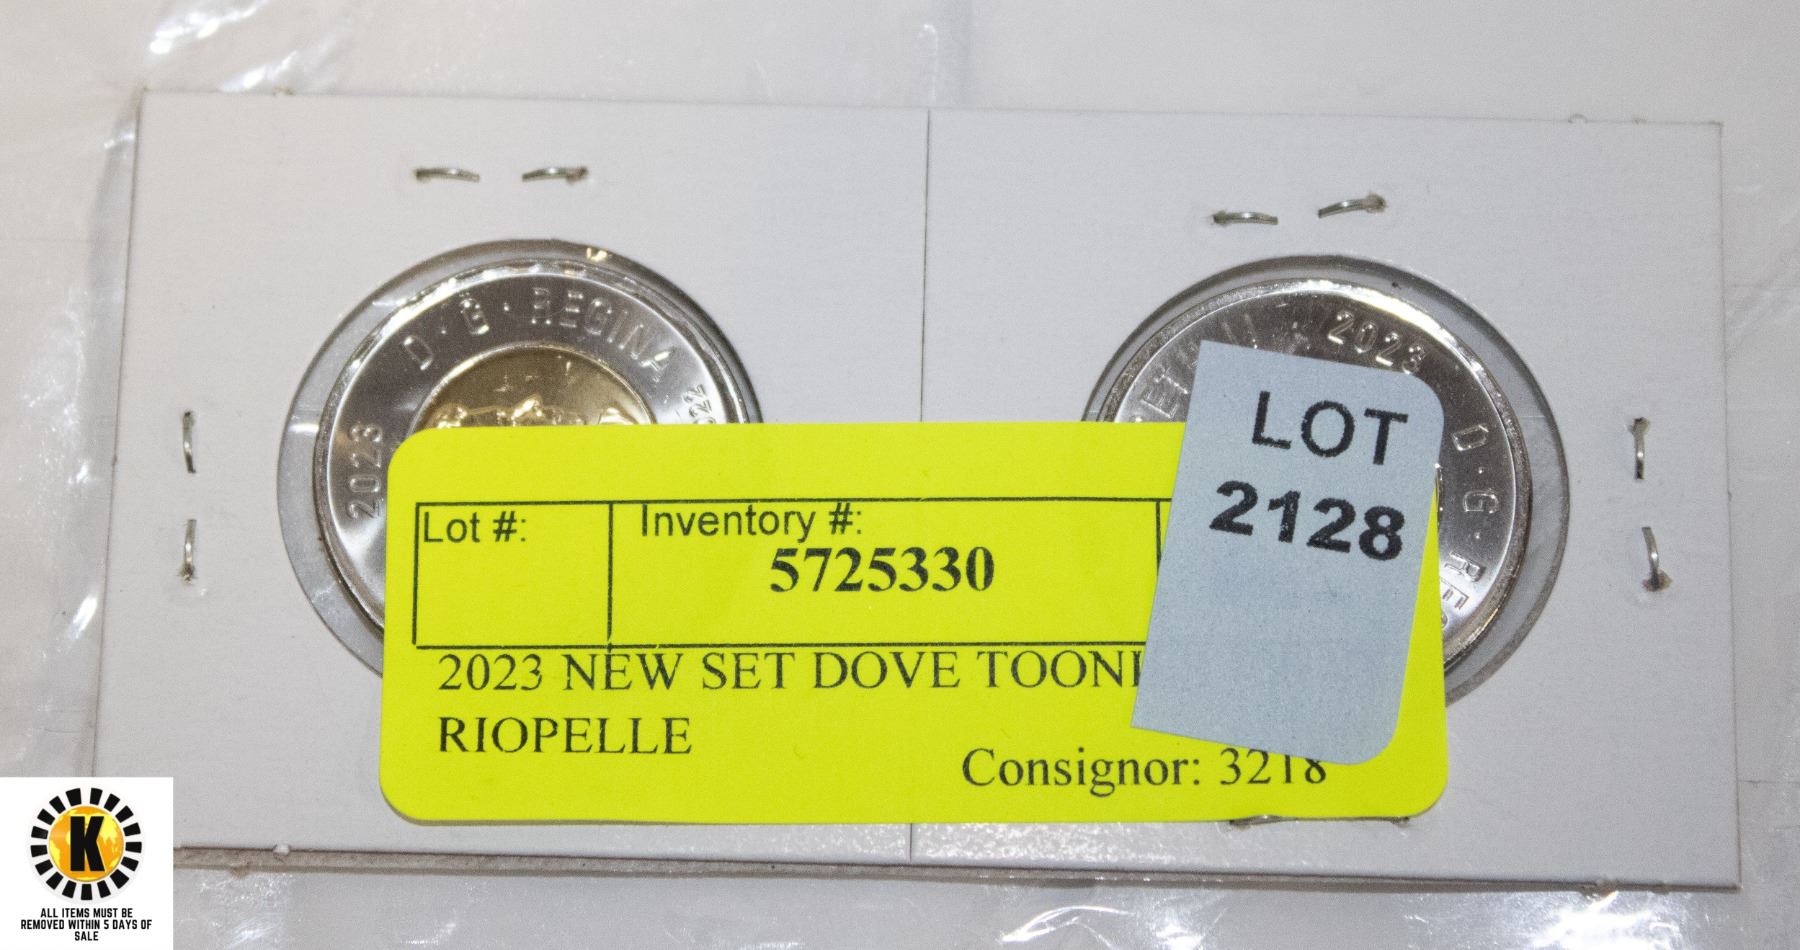 D · G · REGINA
2023
2023
D · G · RE
LOT
2128
Lot #:
Inventory #:
5725330
2023 NEW SET DOVE TOONI
RIOPELLE
Consignor: 3218
K
ALL ITEMS MUST BE
REMOVED WITHIN 5 DAYS OF
SALE